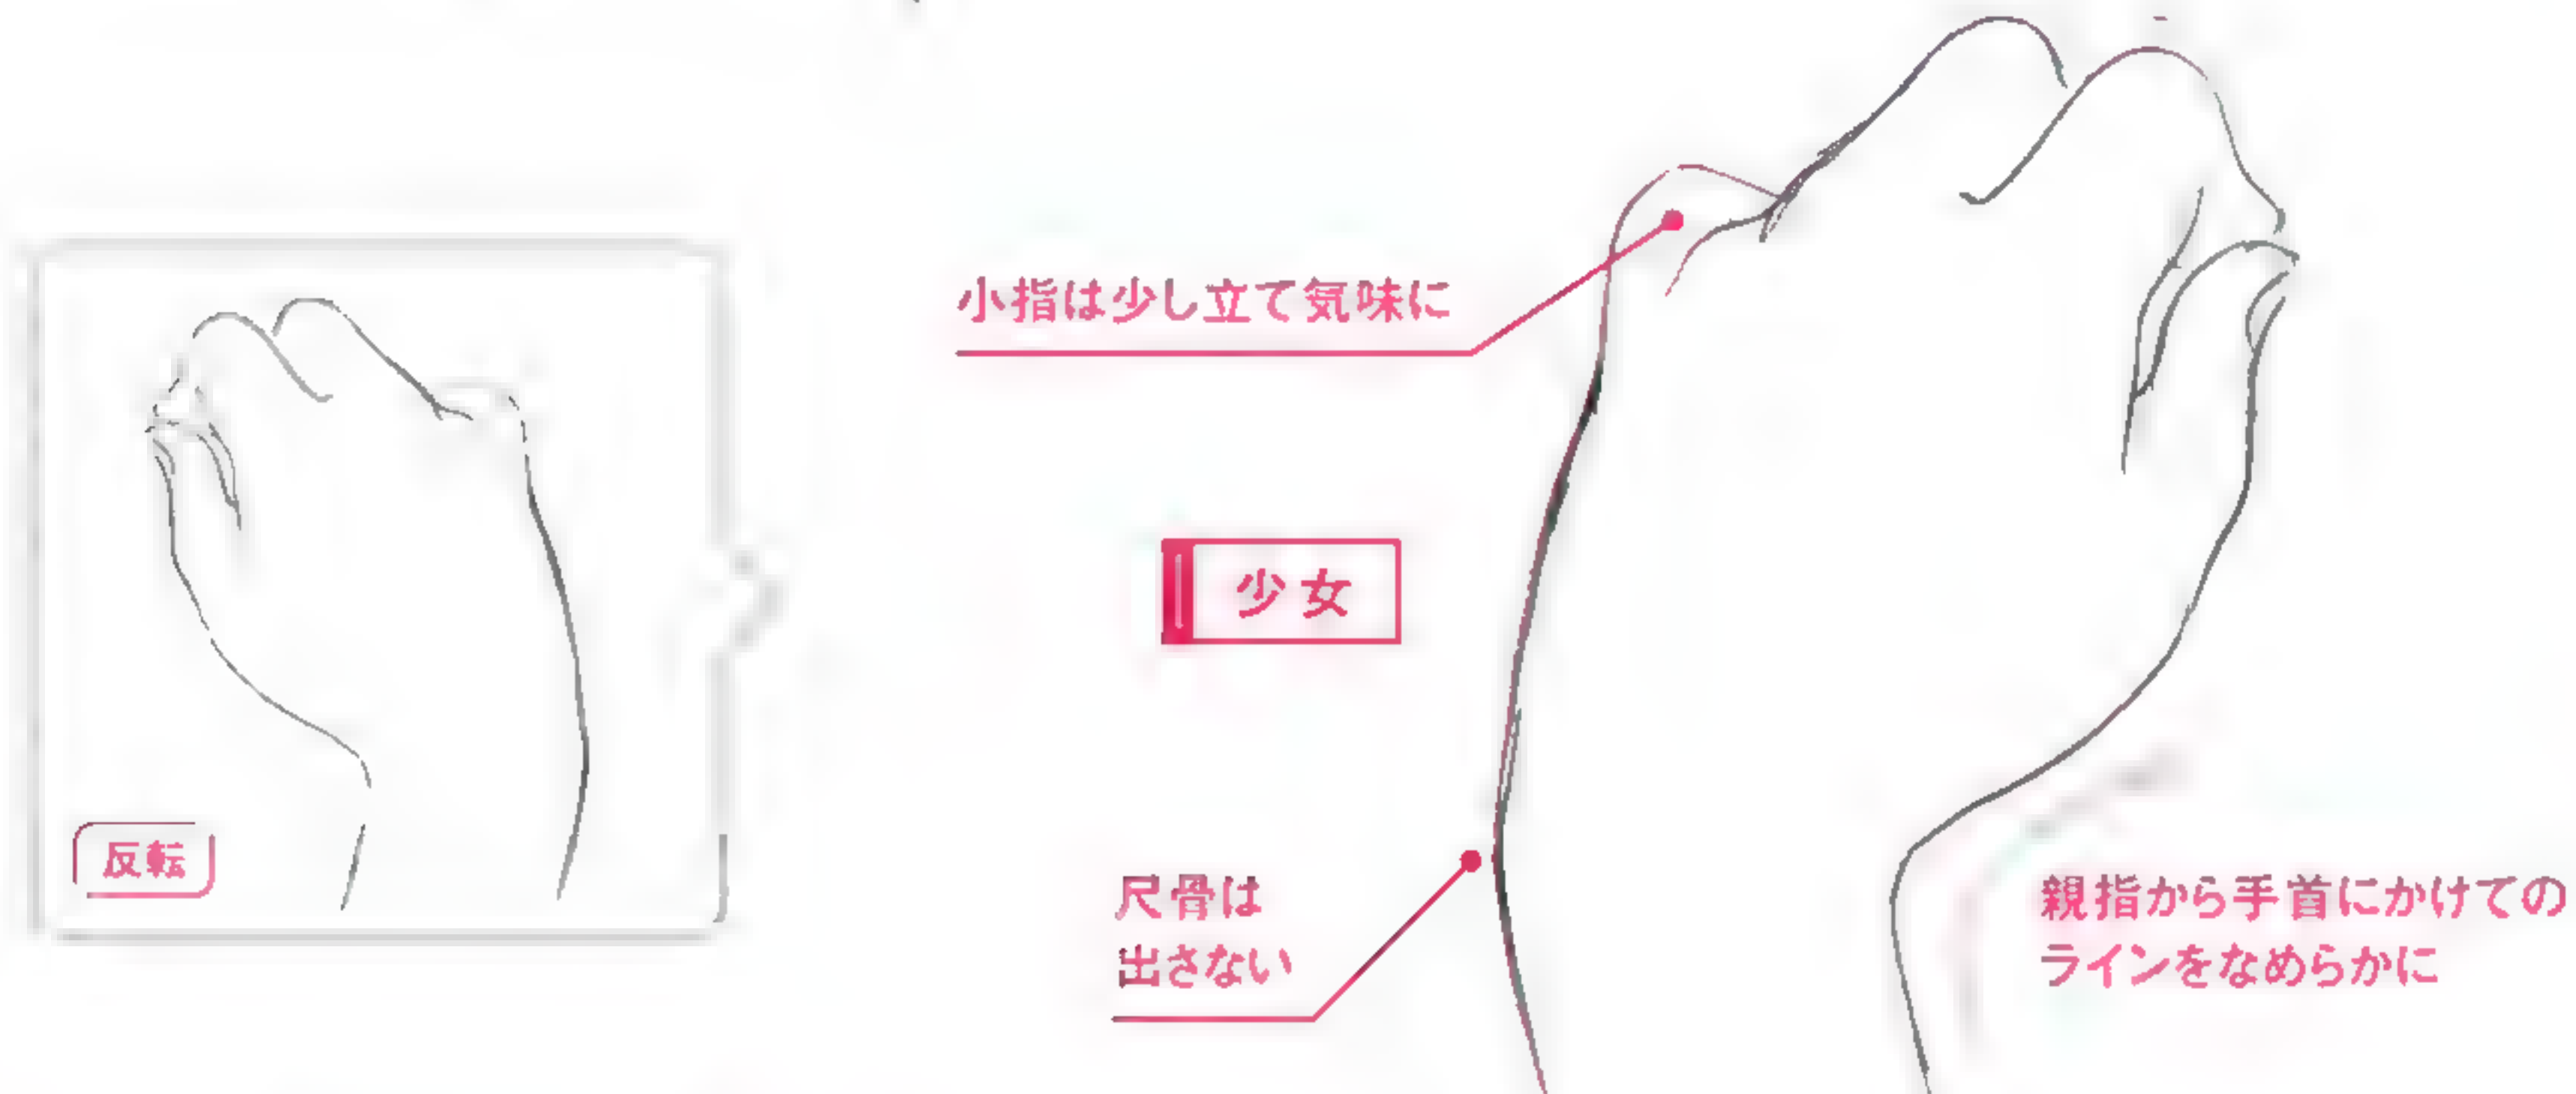 小指は少し立て気味に
少女
反転
尺骨は
出さない
親指から手首にかけての
ラインをなめらかに